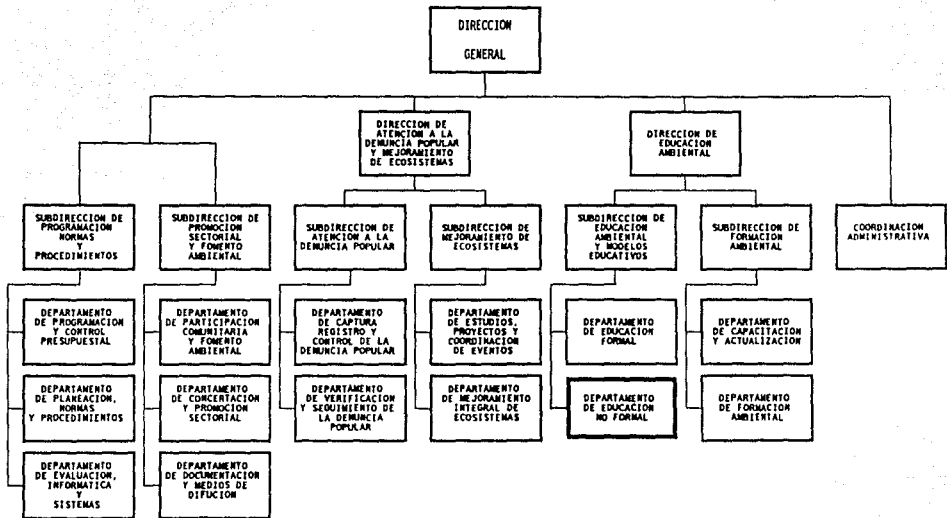 DIRECCION
GENERAL
DIRECCION DE
ATENCION A LA
DENUNCIA POPULAR
Y MEJORAMIENTO
DE ECOSISTEMAS
DIRECCION DE
EDUCACION
AMBIENTAL
SUBDIRECCION DE
PROGRAMACION
NORMAS
Y
PROCEDIMIENTOS
SUBDIRECCION DE
PROMOCION
SECTORIAL
Y FOMENTO
AMBIENTAL
SUBDIRECCION DE
ATENCION A LA
DENUNCIA POPULAR
SUBDIRECCION DE
MEJORAMIENTO DE
ECOSISTEMAS
SUBDIRECCION DE
EDUCACION
AMBIENTAL
Y MODELOS
EDUCATIVOS
SUBDIRECCION DE
FORMACION
AMBIENTAL
COORDINACION
ADMINISTRATIVA
DEPARTAMENTO
DE PROGRAMACION
Y CONTROL
PRESUPUESTAL
DEPARTAMENTO
DE PARTICIPACION
COMUNITARIA
Y FOMENTO
AMBIENTAL
DEPARTAMENTO
DE CAPTURA
REGISTRO Y
CONTROL DE LA
DENUNCIA POPULAR
DEPARTAMENTO
DE ESTUDIOS,
PROYECTOS Y
COORDINACION
DE EVENTOS
DEPARTAMENTO
DE EDUCACION
FORMAL
DEPARTAMENTO
DE CAPACITACION
Y ACTUALIZACION
DEPARTAMENTO
DE PLANEACION,
NORMAS
Y PROCEDIMIENTOS
DEPARTAMENTO
DE CONCERTACION
Y PROMOCION
SECTORIAL
DEPARTAMENTO
DE VERIFICACION
Y SEQUIMIENTO DE
LA DENUNCIA
POPULAR
DEPARTAMENTO
DE MEJORAMIENTO
INTEGRAL DE
ECOSISTEMAS
DEPARTAMENTO
DE EDUCACION
NO FORMAL
DEPARTAMENTO
DE FORMACION
AMBIENTAL
DEPARTAMENTO
DE EVALUACION,
INFORMATICA
Y
SISTEMAS
DEPARTAMENTO
DE DOCUMENTACION
Y MEDIOS DE
DIFUCION